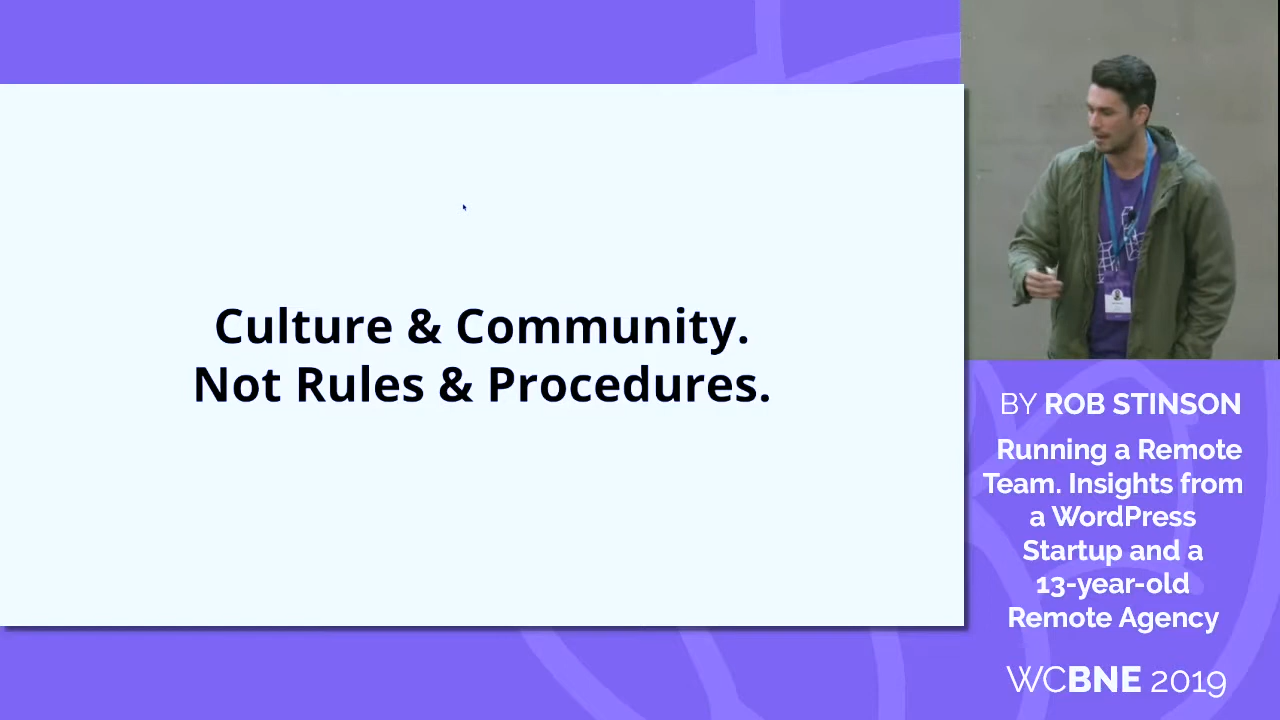 Culture & Community.
Not Rules & Procedures.
BY ROB STINSON
Running a Remote
Team. Insights from
a WordPress
Startup and a
13-year-old
Remote Agency
WCBNE 2019